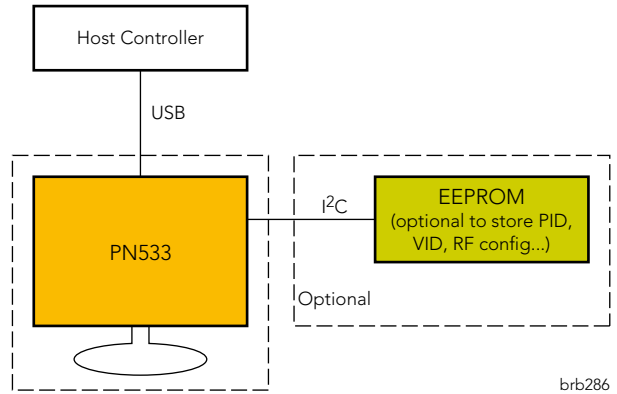 Host Controller
USB
PN533
I²C
EEPROM
(optional to store PID,
VID, RF config...)
Optional
brb286